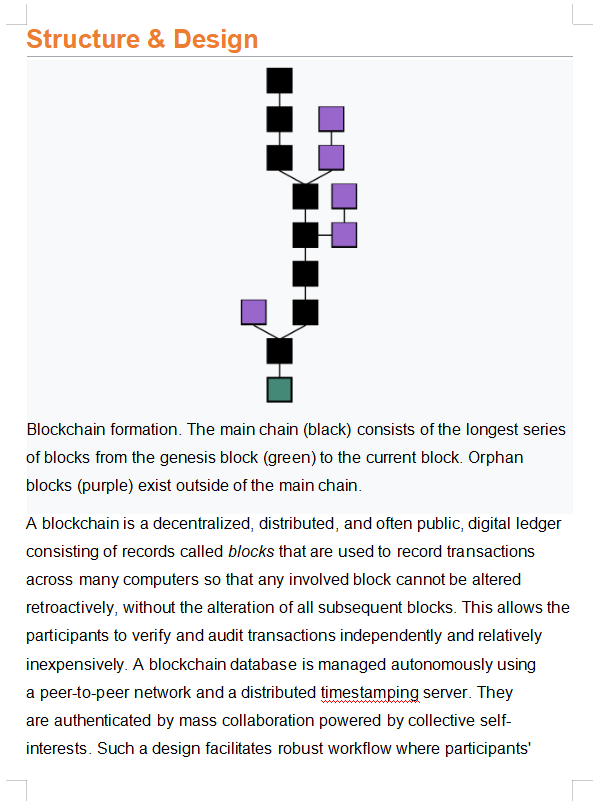 Structure & Design
Blockchain formation. The main chain (black) consists of the longest series
of blocks from the genesis block (green) to the current block. Orphan
blocks (purple) exist outside of the main chain.
A blockchain is a decentralized, distributed, and often public, digital ledger
consisting of records called blocks that are used to record transactions
across many computers so that any involved block cannot be altered
retroactively, without the alteration of all subsequent blocks. This allows the
participants to verify and audit transactions independently and relatively
inexpensively. A blockchain database is managed autonomously using
a peer-to-peer network and a distributed timestamping server. They
are authenticated by mass collaboration powered by collective self-
interests. Such a design facilitates robust workflow where participants'